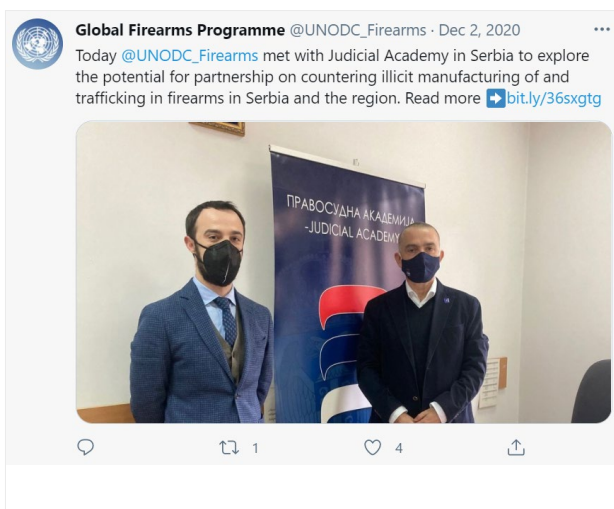 Global Firearms Programme @UNODC_Firearms · Dec 2, 2020
Today @UNODC_Firearms met with Judicial Academy in Serbia to explore
the potential for partnership on countering illicit manufacturing of and
trafficking in firearms in Serbia and the region. Read more ➡bit.ly/36sxgtg
ПРАВОСУДНА АКАДЕМИЈА
-JUDICIAL ACADEMY
1 4